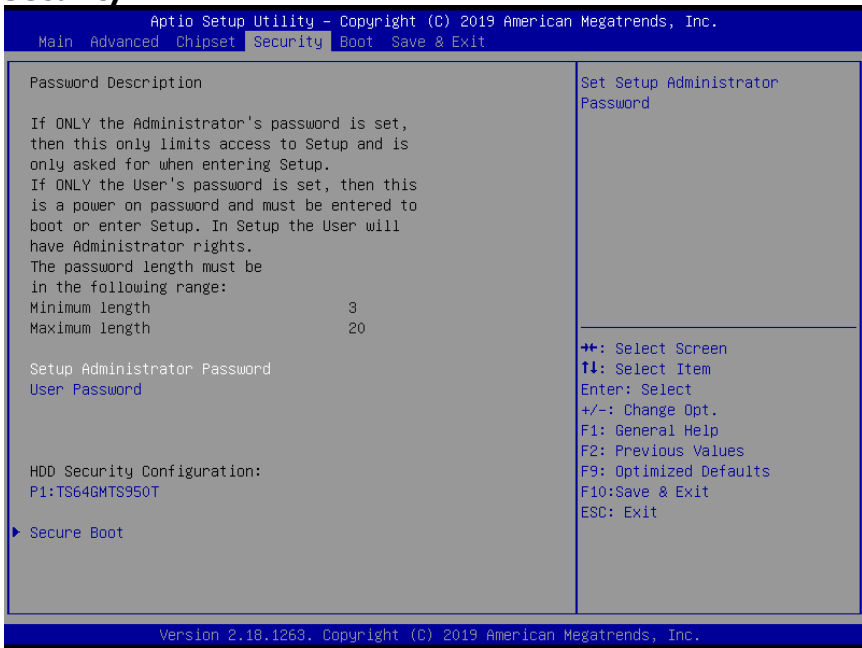 Aptio Setup Utility – Copyright (C) 2019 American Megatrends, Inc.
Main Advanced Chipset Security Boot Save & Exit
Password Description
If ONLY the Administrator's password is set,
then this only limits access to Setup and is
only asked for when entering Setup.
If ONLY the User's password is set, then this
is a power on password and must be entered to
boot or enter Setup. In Setup the User will
have Administrator rights.
The password length must be
in the following range:
Minimum length 3
Maximum length 20
Setup Administrator Password
User Password
HDD Security Configuration:
P1:TS64GMTS950T
Secure Boot
Set Setup Administrator
Password
→←: Select Screen
↑↓: Select Item
Enter: Select
+/-: Change Opt.
F1: General Help
F2: Previous Values
F9: Optimized Defaults
F10:Save & Exit
ESC: Exit
Version 2.18.1263. Copyright (C) 2019 American Megatrends, Inc.